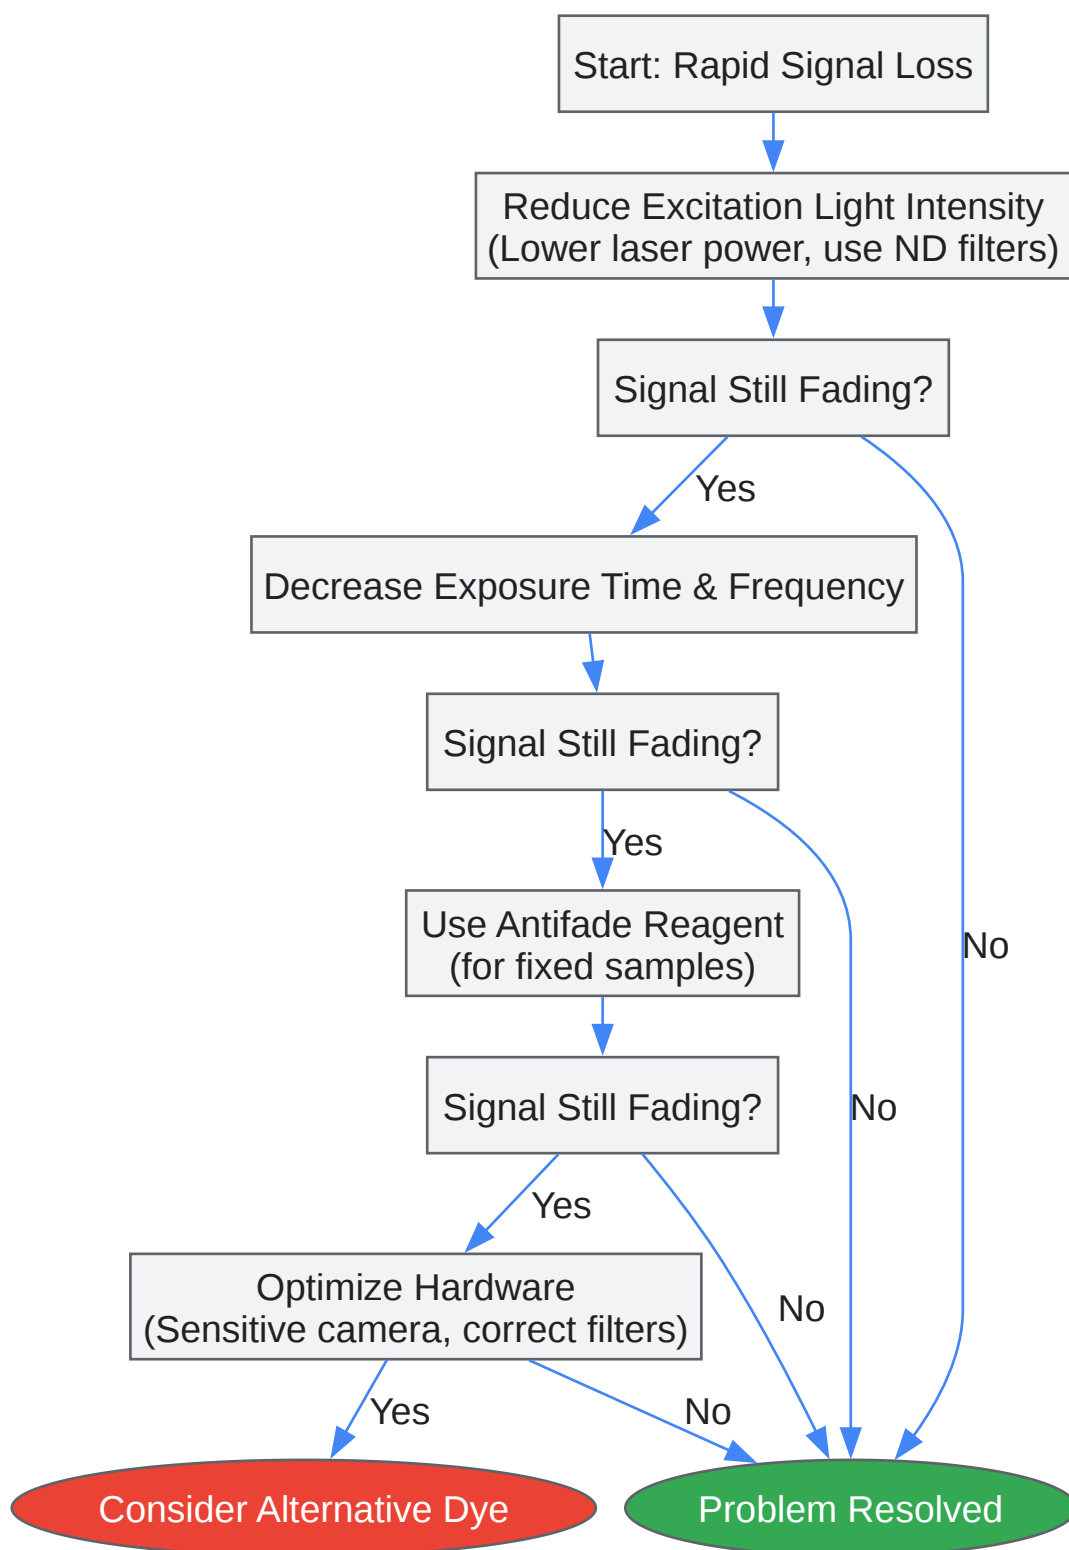 Start: Rapid Signal Loss
Reduce Excitation Light Intensity
(Lower laser power, use ND filters)
Signal Still Fading?
Yes
Decrease Exposure Time & Frequency
Signal Still Fading?
Yes
Use Antifade Reagent
(for fixed samples)
No
Signal Still Fading?
No
Yes
Optimize Hardware
(Sensitive camera, correct filters)
No
Yes
No
Consider Alternative Dye
Problem Resolved